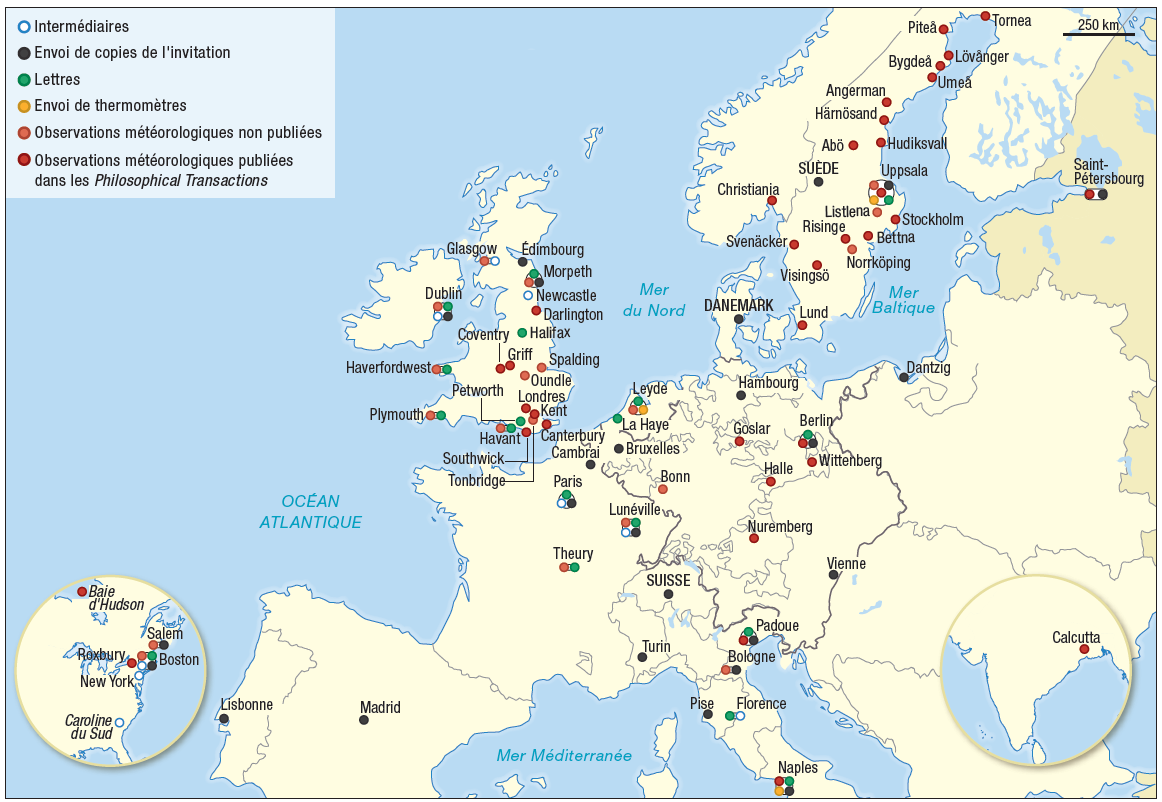 Intermédiaires
Envoi de copies de l'invitation
Lettres
Envoi de thermomètres
Observations météorologiques non publiées
Observations météorologiques publiées
dans les Philosophical Transactions
250 km
Tornea
Piteå
Lövånger
Bygdeå
Umeå
Angerman
Härnösand
Hudiksvall
Abö
SUÈDE
Uppsala
Saint-
Pétersbourg
Christiania
Listlena
Stockholm
Risinge
Bettna
Svenäcker
Norrköping
Visingsö
Glasgow
Édimbourg
Morpeth
Dublin
Newcastle
Darlington
Mer
du Nord
DANEMARK
Mer
Baltique
Lund
Coventry
Halifax
Griff
Spalding
Haverfordwest
Oundle
Petworth
Londres
Kent
Plymouth
Havant
Canterbury
Southwick
Cambrai
Tonbridge
Leyde
La Haye
Bruxelles
Hambourg
Dantzig
Goslar
Berlin
Wittenberg
Halle
Paris
Bonn
OCÉAN
ATLANTIQUE
Lunéville
Nuremberg
Theury
Vienne
SUISSE
Padoue
Turin
Bologne
Pise
Florence
Lisbonne
Madrid
Mer Méditerranée
Naples
Baie
d'Hudson
Salem
Roxbury
Boston
New York
Caroline
du Sud
Calcutta